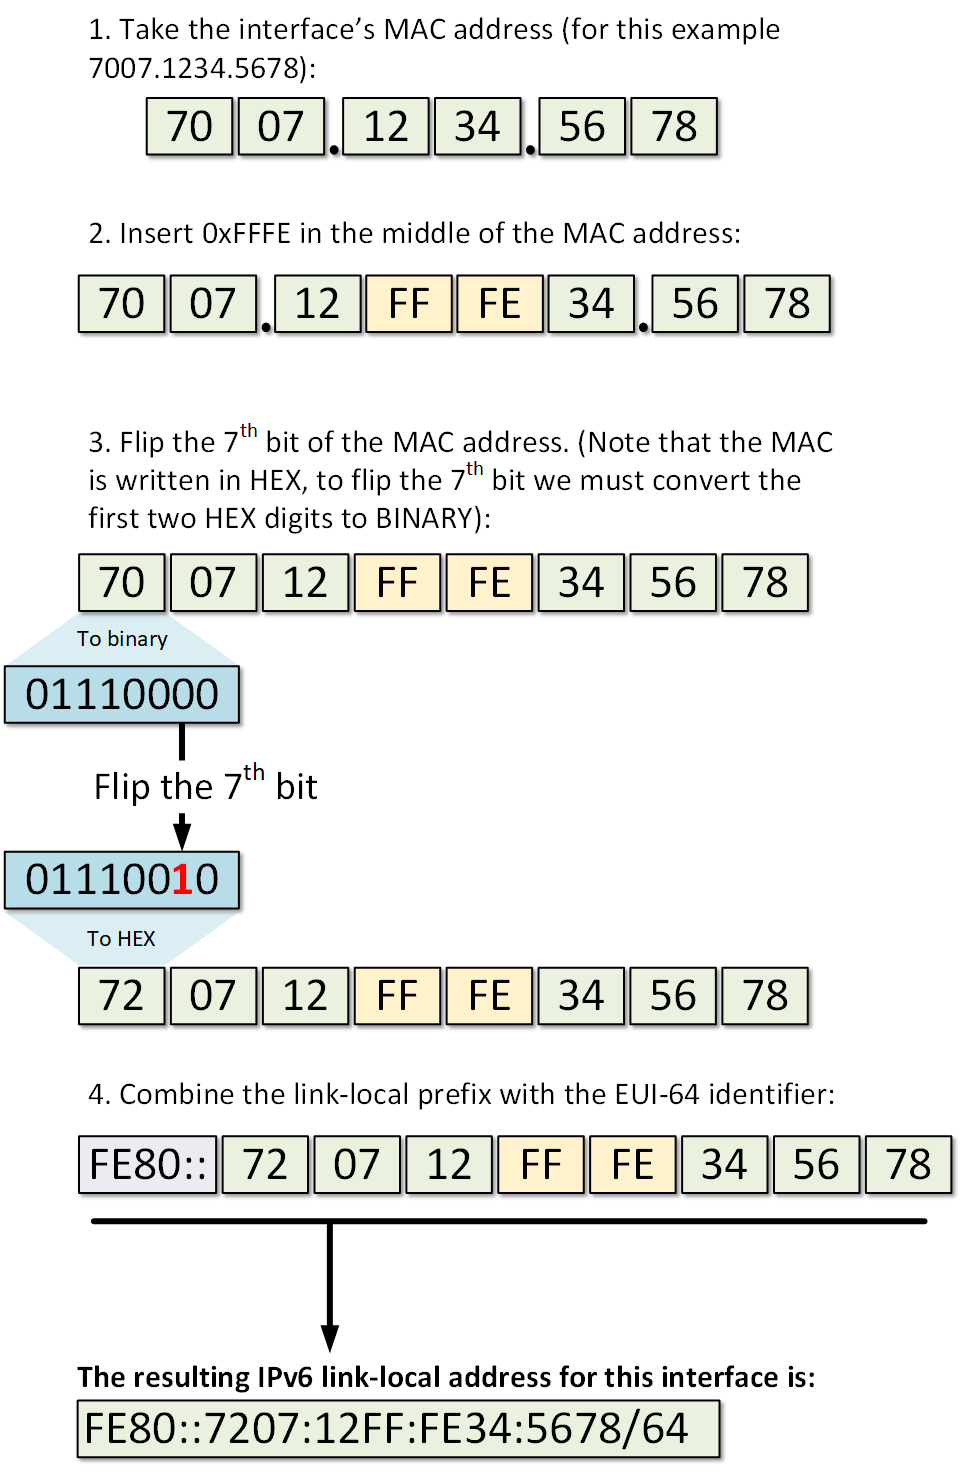 1. Take the interface’s MAC address (for this example
7007.1234.5678):
70 07 . 12 34 . 56 78
2. Insert 0xFFFE in the middle of the MAC address:
70 07 . 12 FF FE 34 . 56 78
3. Flip the 7th bit of the MAC address. (Note that the MAC
is written in HEX, to flip the 7th bit we must convert the
first two HEX digits to BINARY):
70 07 12 FF FE 34 56 78
To binary
01110000
Flip the 7th bit
01110010
To HEX
72 07 12 FF FE 34 56 78
4. Combine the link-local prefix with the EUI-64 identifier:
FE80:: 72 07 12 FF FE 34 56 78
The resulting IPv6 link-local address for this interface is:
FE80::7207:12FF:FE34:5678/64